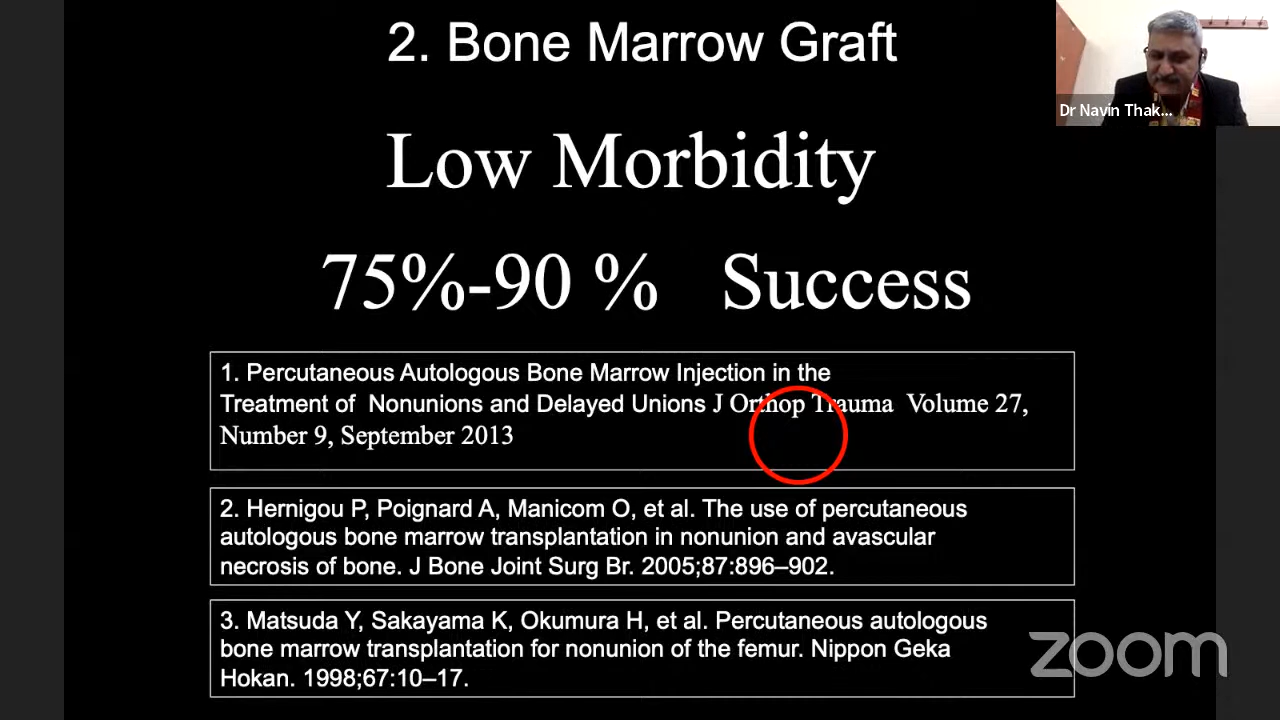 2. Bone Marrow Graft
Dr Navin Thak...
Low Morbidity
75%-90 % Success
1. Percutaneous Autologous Bone Marrow Injection in the
Treatment of Nonunions and Delayed Unions J Orthop Trauma Volume 27,
Number 9, September 2013
2. Hernigou P, Poignard A, Manicom O, et al. The use of percutaneous
autologous bone marrow transplantation in nonunion and avascular
necrosis of bone. J Bone Joint Surg Br. 2005;87:896–902.
3. Matsuda Y, Sakayama K, Okumura H, et al. Percutaneous autologous
bone marrow transplantation for nonunion of the femur. Nippon Geka
Hokan. 1998;67:10–17.
zoom